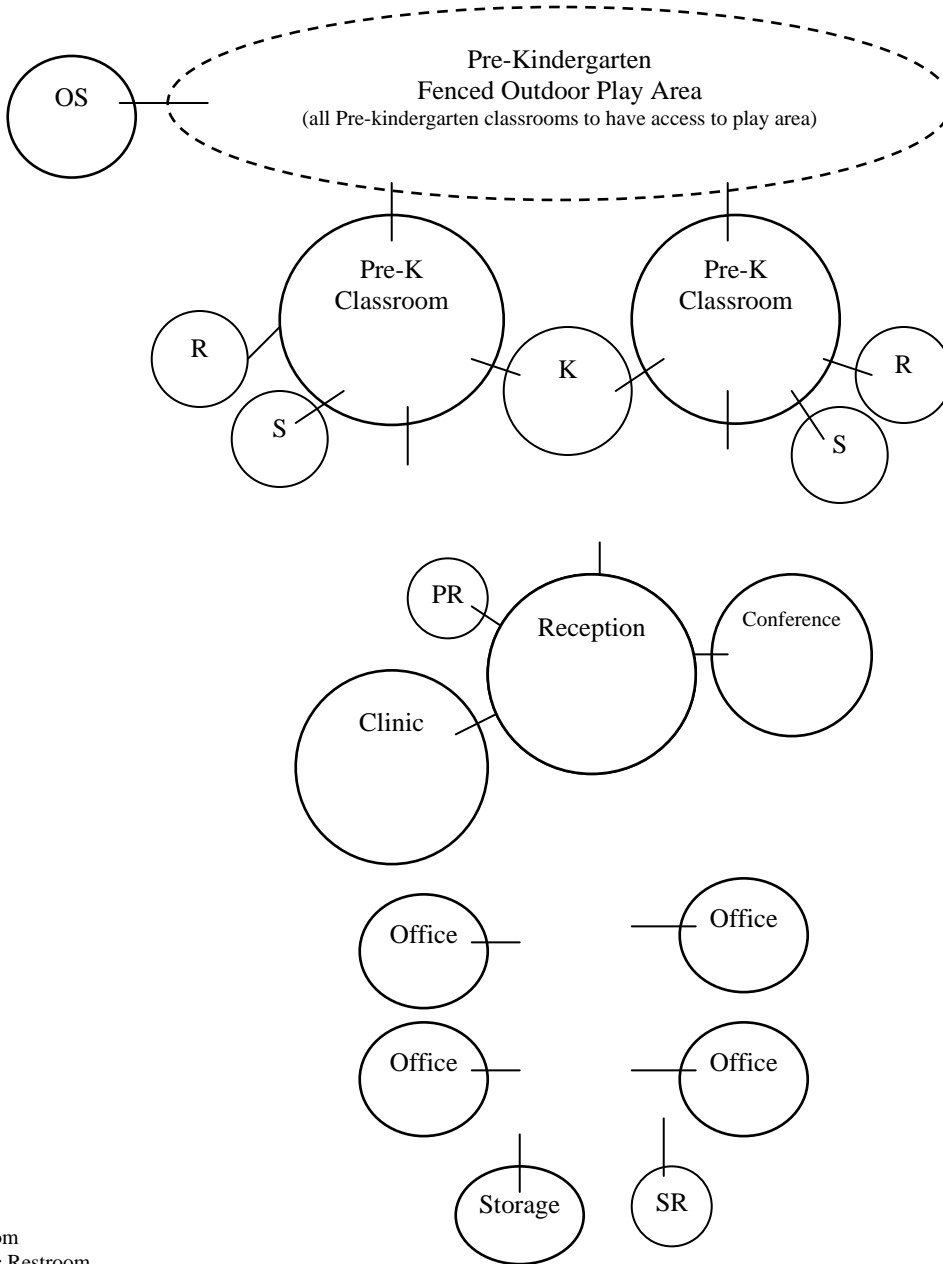 OS
Pre-Kindergarten
Fenced Outdoor Play Area
(all Pre-kindergarten classrooms to have access to play area)
Pre-K
Classroom
Pre-K
Classroom
R
K
R
S
S
PR
Reception
Conference
Clinic
Office
Office
Office
Office
Storage
SR
Restroom